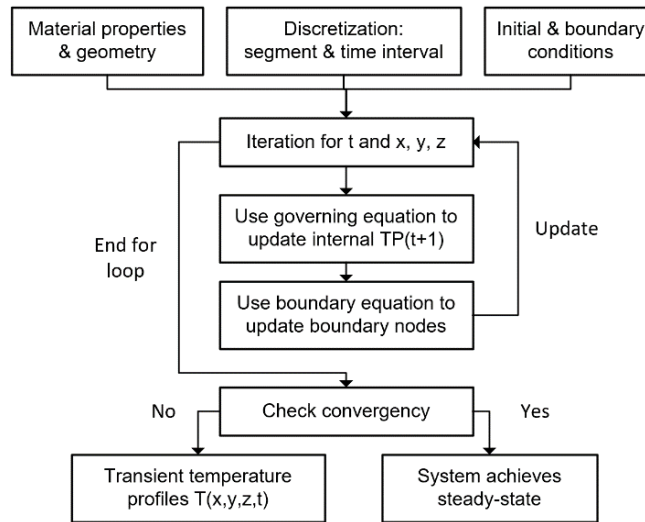 Material properties
& geometry
Discretization:
segment & time interval
Initial & boundary
conditions
Iteration for t and x, y, z
Use governing equation to
update internal TP(t+1)
End for
loop
Update
Use boundary equation to
update boundary nodes
Check convergency
No
Yes
Transient temperature
profiles T(x,y,z,t)
System achieves
steady-state